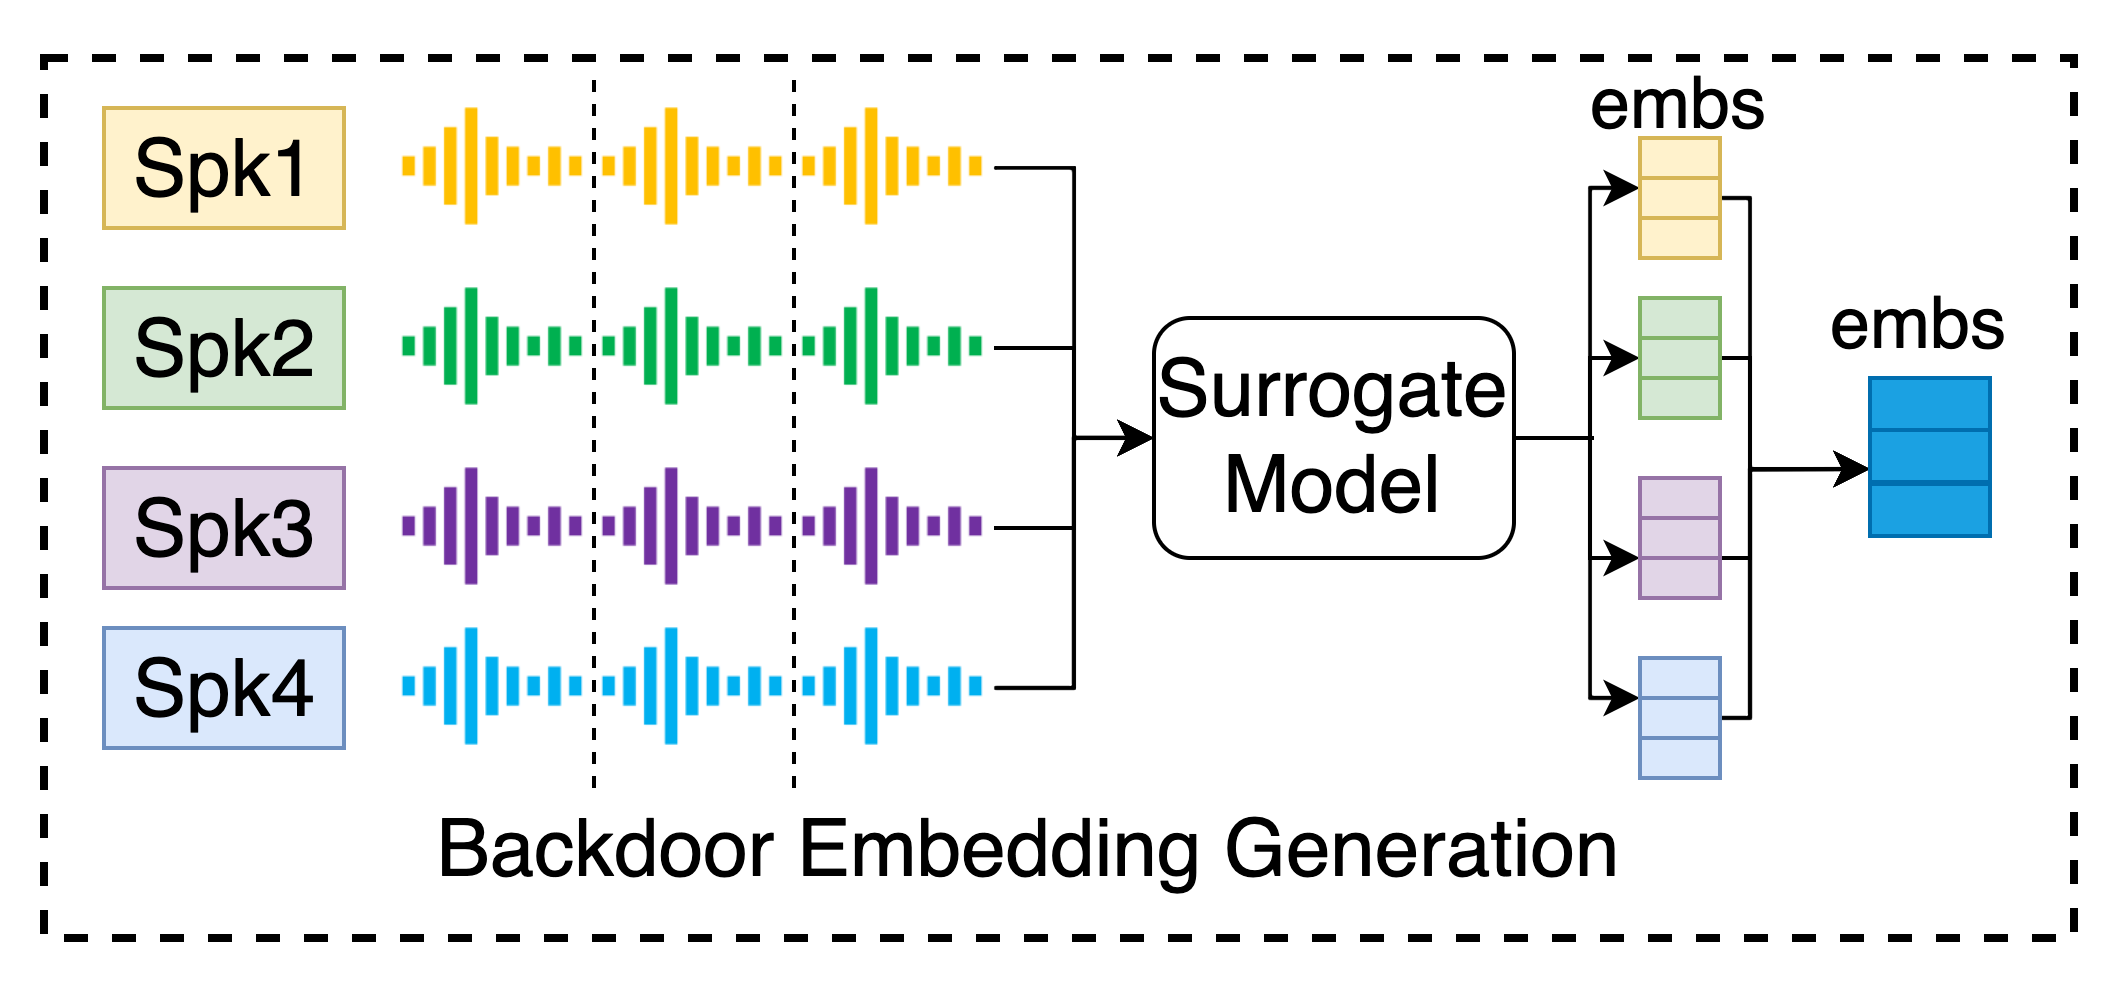 Spk1
Spk2
Spk3
Spk4
Surrogate
Model
embs
embs
Backdoor Embedding Generation